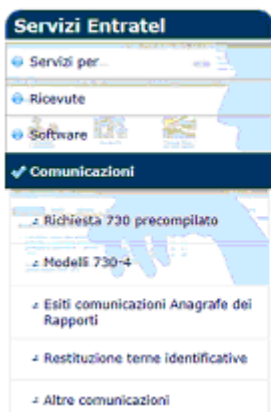 Servizi Entratel
Servizi per
Ricevute
Software
Comunicazioni
Richiesta 730 precompilato
Modelli 730-4
Esiti comunicazioni Anagrafe dei
Rapporti
Restituzione terne identificative
Altre comunicazioni